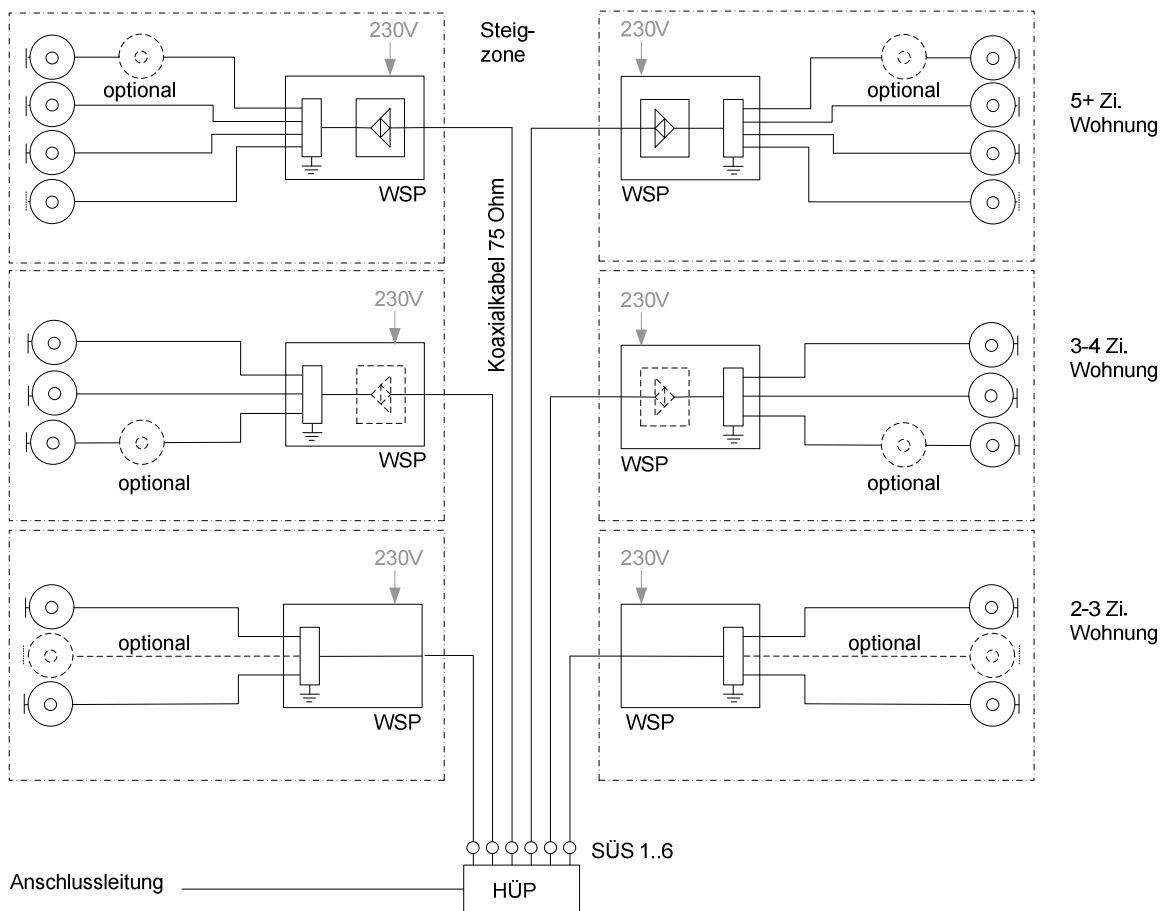 230V
Steig-
zone
230V
optional
optional
5+ Zi.
Wohnung
WSP
WSP
Koaxialkabel 75 Ohm
230V
230V
3-4 Zi.
Wohnung
WSP
WSP
optional
optional
230V
230V
2-3 Zi.
Wohnung
optional
optional
WSP
WSP
SÜS 1..6
Anschlussleitung
HÜP